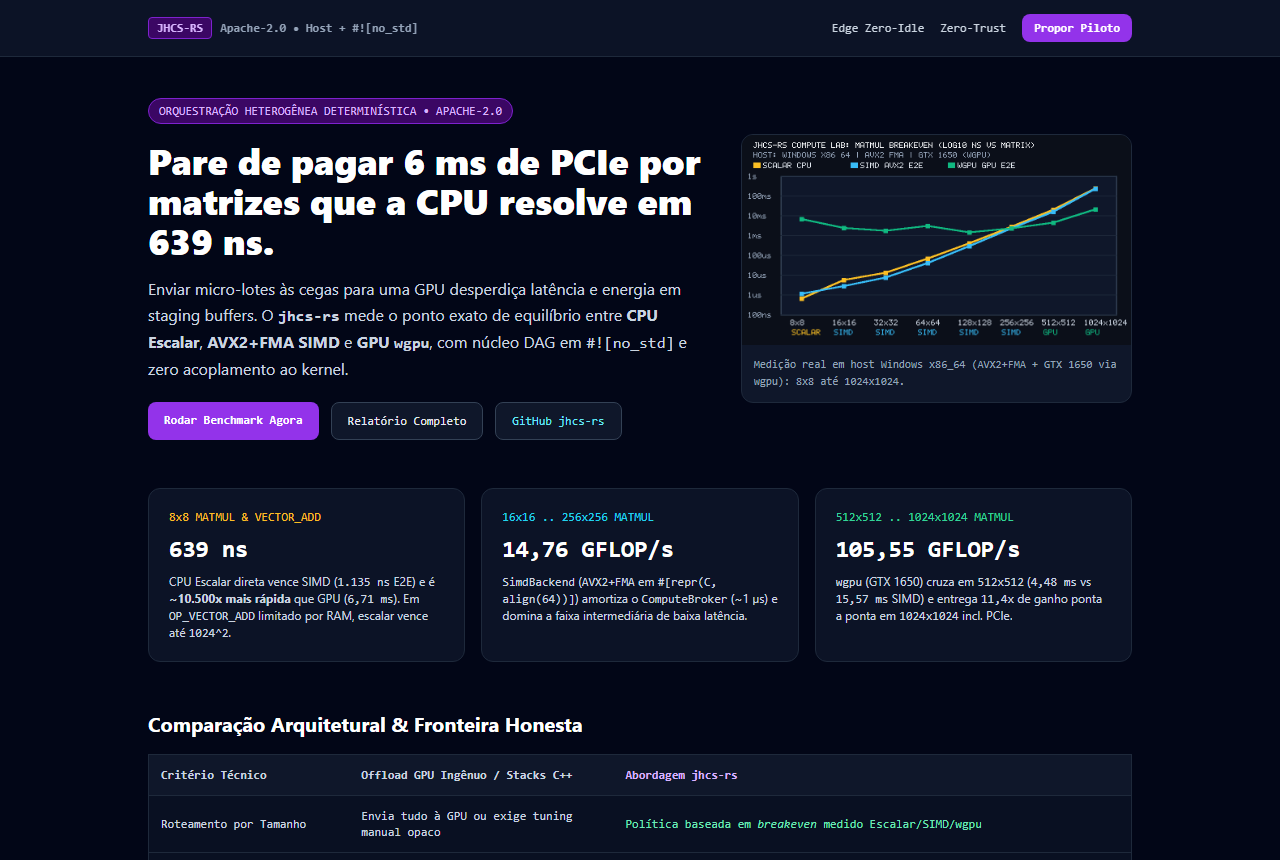 JHCS-RS Apache-2.0 • Host + #![no_std]
Edge Zero-Idle Zero-Trust Propor Piloto
ORQUESTRAÇÃO HETEROGÊNEA DETERMINÍSTICA • APACHE-2.0
Pare de pagar 6 ms de PCIe por
matrizes que a CPU resolve em
639 ns.
Enviar micro-lotes às cegas para uma GPU desperdiça latência e energia em
staging buffers. O jhcs-rs mede o ponto exato de equilíbrio entre CPU
Escalar, AVX2+FMA SIMD e GPU wgpu, com núcleo DAG em #![no_std] e
zero acoplamento ao kernel.
Rodar Benchmark Agora
Relatório Completo
GitHub jhcs-rs
JHCS-RS COMPUTE LAB: MATMUL BREAKEVEN (LOG10 NS VS MATRIX)
HOST: WINDOWS X86 64 | AVX2 FMA | GTX 1650 (WGPU)
SCALAR CPU SIMD AVX2 E2E WGPU GPU E2E
1s
100ms
10ms
1ms
100us
10us
1us
100ns
8x8 16x16 32x32 64x64 128x128 256x256 512x512 1024x1024
SCALAR SIMD SIMD SIMD SIMD SIMD GPU GPU
Medição real em host Windows x86_64 (AVX2+FMA + GTX 1650 via
wgpu): 8x8 até 1024x1024.
8x8 MATMUL & VECTOR_ADD
639 ns
CPU Escalar direta vence SIMD (1.135 ns E2E) e é
~10.500x mais rápida que GPU (6,71 ms). Em
OP_VECTOR_ADD limitado por RAM, escalar vence
até 1024^2.
16x16 .. 256x256 MATMUL
14,76 GFLOP/s
SimdBackend (AVX2+FMA em #[repr(C,
align(64))]) amortiza o ComputeBroker (~1 µs) e
domina a faixa intermediária de baixa latência.
512x512 .. 1024x1024 MATMUL
105,55 GFLOP/s
wgpu (GTX 1650) cruza em 512x512 (4,48 ms vs
15,57 ms SIMD) e entrega 11,4x de ganho ponta
a ponta em 1024x1024 incl. PCIe.
Comparação Arquitetural & Fronteira Honesta
Critério Técnico
Offload GPU Ingênuo / Stacks C++
Abordagem jhcs-rs
Roteamento por Tamanho
Envia tudo à GPU ou exige tuning
manual opaco
Política baseada em breakeven medido Escalar/SIMD/wgpu